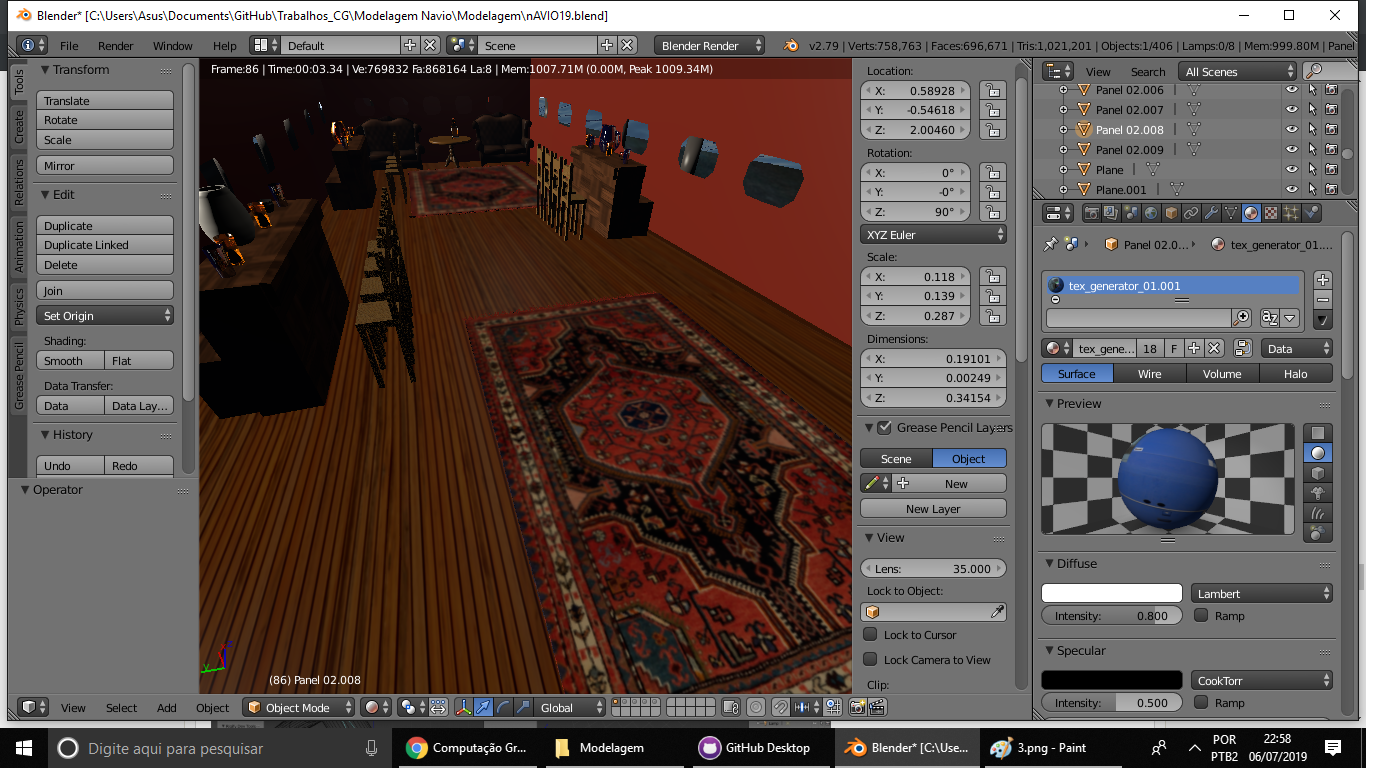 Blender* [C:\Users\Asus\Documents\GitHub\Trabalhos_CG\Modelagem Navio\Modelagem\nAVIO19.blend]
File Render Window Help Default Scene Blender Render v2.79 | Verts:758,763 | Faces:696,671 | Tris:1,021,201 | Objects:1/406 | Lamps:0/8 | Mem:999.80M | Panel
Tools
Create
Relations
Animation
Physics
Grease Pencil
Transform
Translate
Rotate
Scale
Mirror
Edit
Duplicate
Duplicate Linked
Delete
Join
Set Origin
Shading:
Smooth Flat
Data Transfer:
Data Data Lay...
History
Undo Redo
Operator
Frame:86 | Time:00:03.34 | Ve:769832 Fa:868164 La:8 | Mem:1007.71M (0.00M, Peak 1009.34M)
(86) Panel 02.008
Location:
X: 0.58928
Y: -0.54618
Z: 2.00460
Rotation:
X: 0°
Y: -0°
Z: 90°
XYZ Euler
Scale:
X: 0.118
Y: 0.139
Z: 0.287
Dimensions:
X: 0.19101
Y: 0.00249
Z: 0.34154
Grease Pencil Layers
Scene Object
New
New Layer
View
Lens: 35.000
Lock to Object:
Lock to Cursor
Lock Camera to View
Clip:
View Search All Scenes
Panel 02.006
Panel 02.007
Panel 02.008
Panel 02.009
Plane
Plane.001
Panel 02.0... tex_generator_01....
tex_generator_01.001
tex_gene... 18 F Data
Surface Wire Volume Halo
Preview
Diffuse
Lambert
Intensity: 0.800 Ramp
Specular
CookTorr
Intensity: 0.500 Ramp
View Select Add Object Object Mode Global
Digite aqui para pesquisar
Computação Gr...
Modelagem
GitHub Desktop
Blender* [C:\Use...
3.png - Paint
POR
PTB2
22:58
06/07/2019